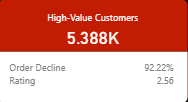 High-Value Customers
5.388K
Order Decline 92.22%
Rating 2.56